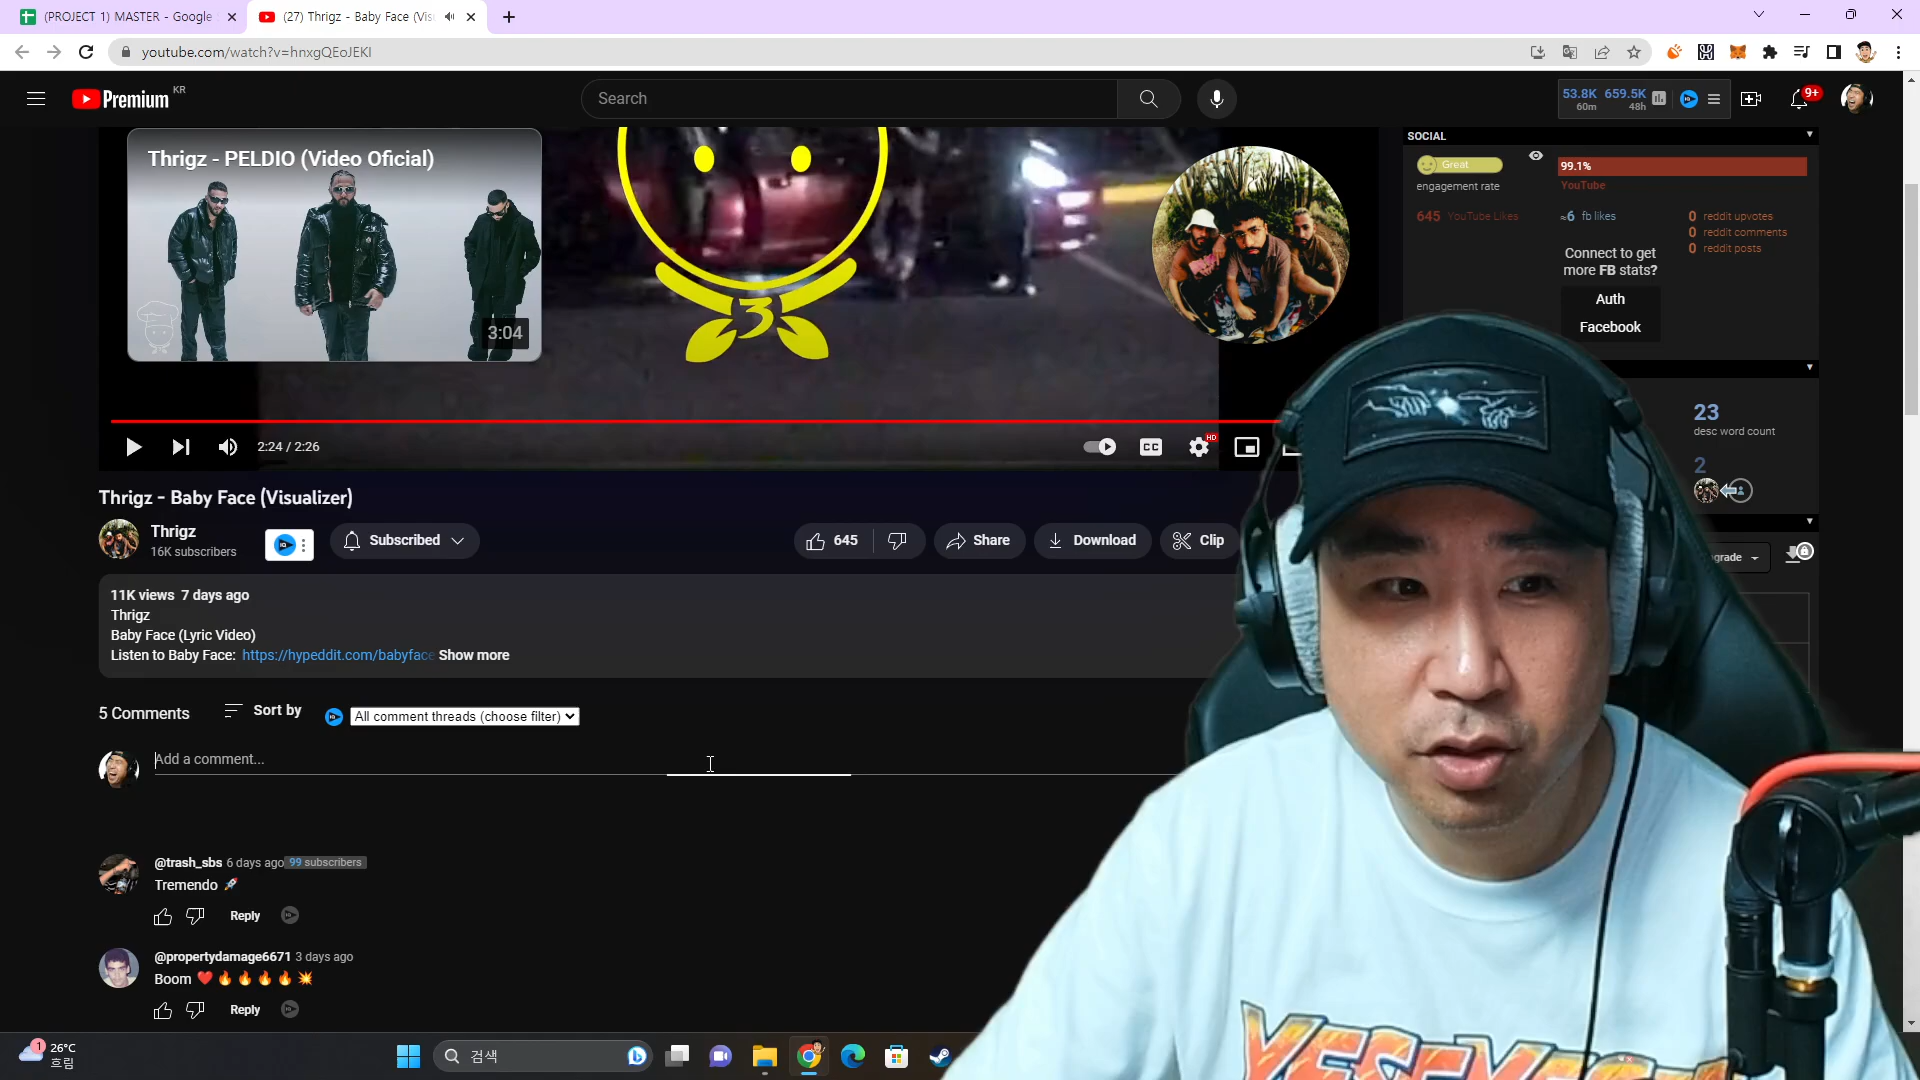 (PROJECT 1) MASTER - Google
(27) Thrigz - Baby Face (Vis
youtube.com/watch?v=hnxgQEoJEKI
Premium KR
Search
53.8K 659.5K
60m 48h
9+
Thrigz - PELDIO (Video Oficial)
3:04
3
SOCIAL
Great
engagement rate
99.1%
YouTube
645 YouTube Likes
≈6 fb likes
0 reddit upvotes
0 reddit comments
0 reddit posts
Connect to get
more FB stats?
Auth
Facebook
23
desc word count
2
2:24 / 2:26
CC
HD
Thrigz - Baby Face (Visualizer)
Thrigz
16K subscribers
Subscribed
645
Share
Download
Clip
grade
11K views 7 days ago
Thrigz
Baby Face (Lyric Video)
Listen to Baby Face: https://hypeddit.com/babyface Show more
5 Comments
Sort by
All comment threads (choose filter)
Add a comment...
@trash_sbs 6 days ago 99 subscribers
Tremendo 🚀
Reply
@propertydamage6671 3 days ago
Boom ❤️🔥🔥🔥🔥💥
Reply
1
26°C
흐림
검색